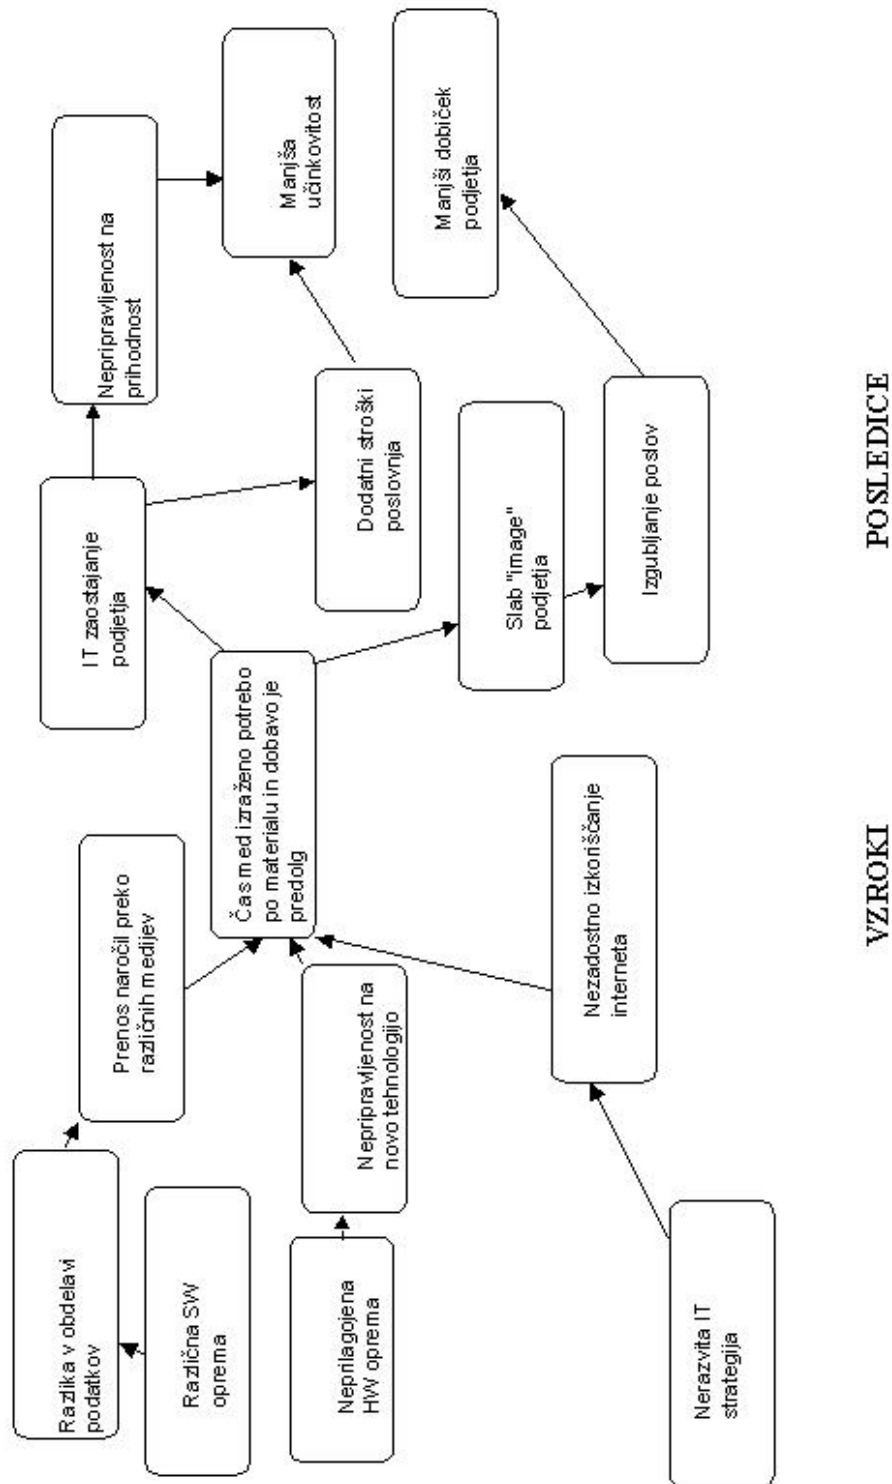 Razlika v obdelavi
podatkov
Različna SW
oprema
Neprilagojena
HW oprema
Nerazvita IT
strategija
Prenos naročil preko
različnih medijev
Nepripravljenost na
novo tehnologijo
Nezadostno izkoriščanje
interneta
Čas med izraženo potrebo
po materialu in dobavo je
predolg
IT zaostajanje
podjetja
Dodatni stroški
poslovnja
Slab "image"
podjetja
Izgubljanje poslov
Nepripravljenost na
prihodnost
Manjša
učinkovitost
Manjši dobiček
podjetja
VZROKI
POSLEDICE